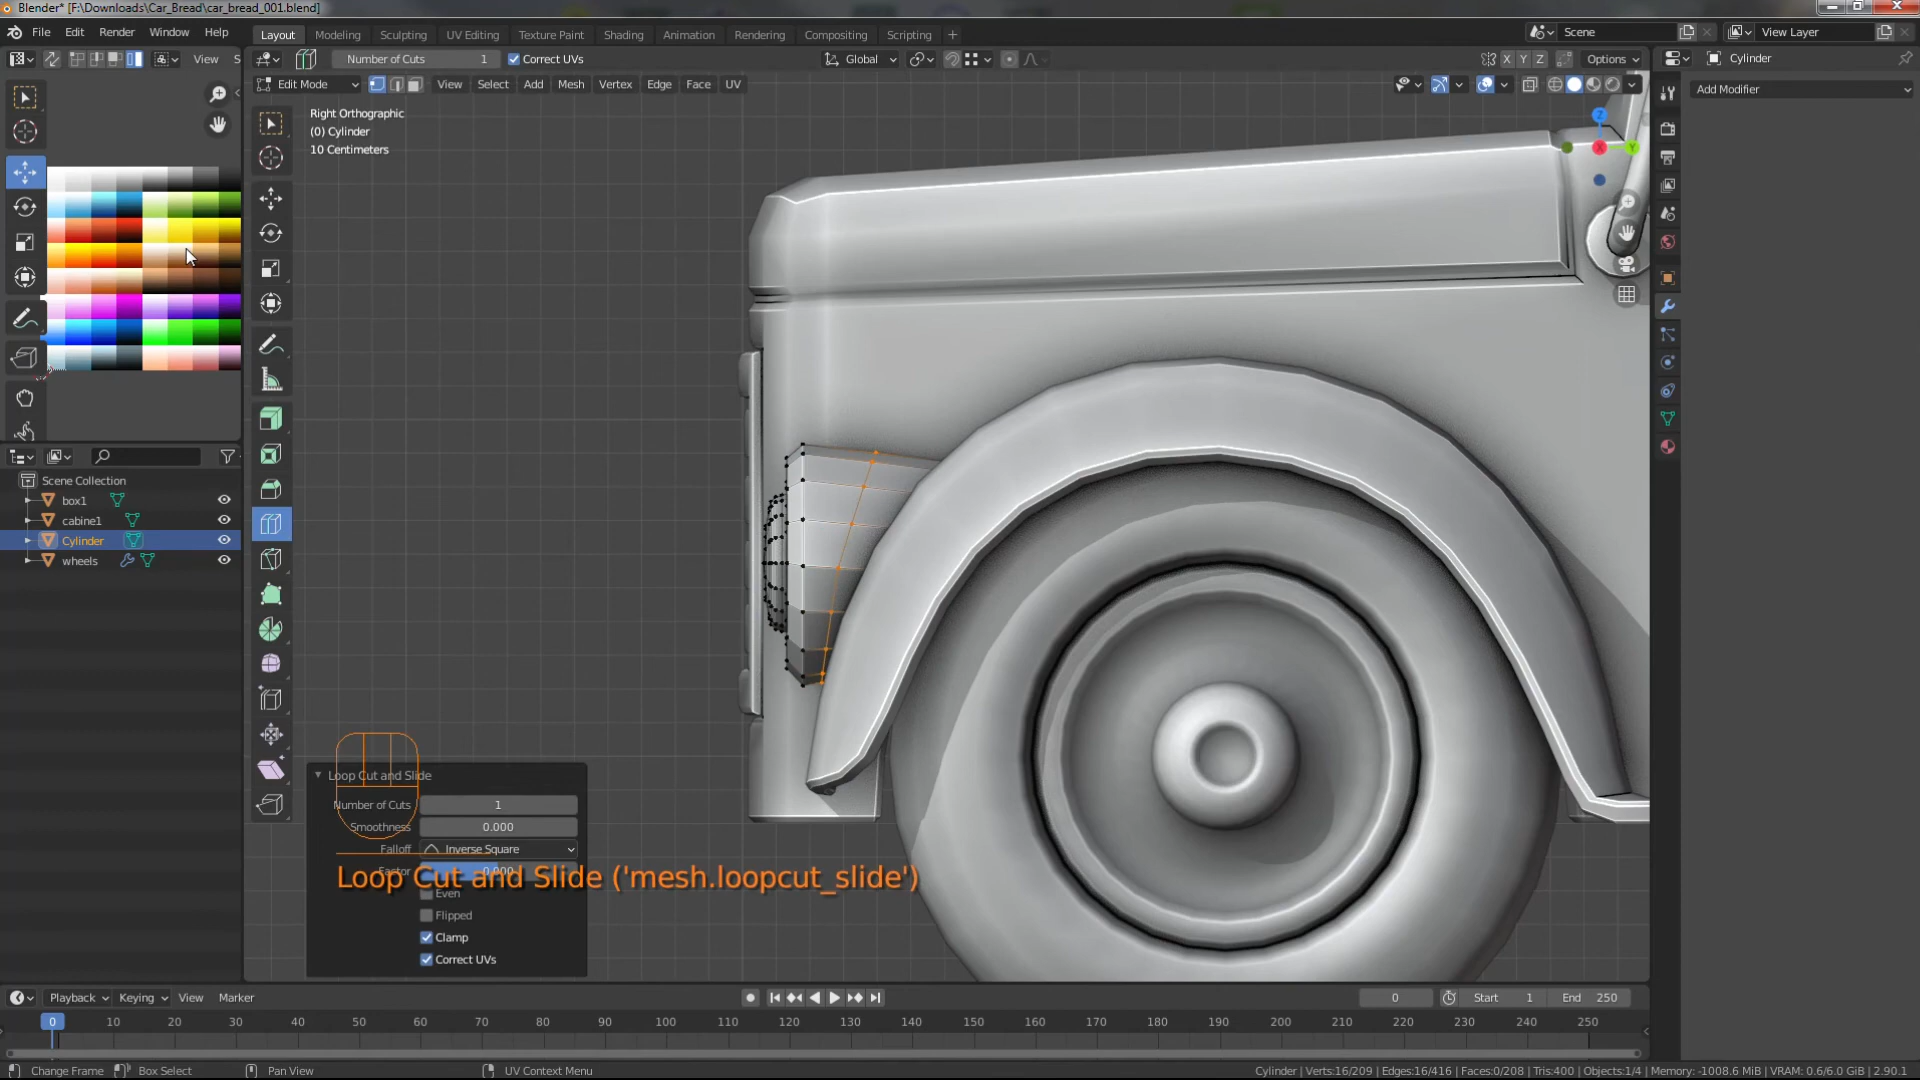 Blender* [F:\Downloads\Car_Bread\car_bread_001.blend]
File Edit Render Window Help
Layout Modeling Sculpting UV Editing Texture Paint Shading Animation Rendering Compositing Scripting +
Scene
View Layer
View S
Number of Cuts 1
Correct UVs
Global
X Y Z
Options
Cylinder
Edit Mode
View Select Add Mesh Vertex Edge Face UV
Add Modifier
Right Orthographic
(0) Cylinder
10 Centimeters
Z
X
Y
Scene Collection
box1
cabine1
Cylinder
wheels
Loop Cut and Slide
Number of Cuts 1
Smoothness 0.000
Falloff Inverse Square
Factor 0.000
Loop Cut and Slide ('mesh.loopcut_slide')
Even
Flipped
Clamp
Correct UVs
Playback Keying View Marker
0
Start 1
End 250
0 10 20 30 40 50 60 70 80 90 100 110 120 130 140 150 160 170 180 190 200 210 220 230 240 250
Change Frame Box Select Pan View UV Context Menu
Cylinder | Verts:16/209 | Edges:16/416 | Faces:0/208 | Tris:400 | Objects:1/4 | Memory: -1008.6 MiB | VRAM: 0.6/6.0 GiB | 2.90.1